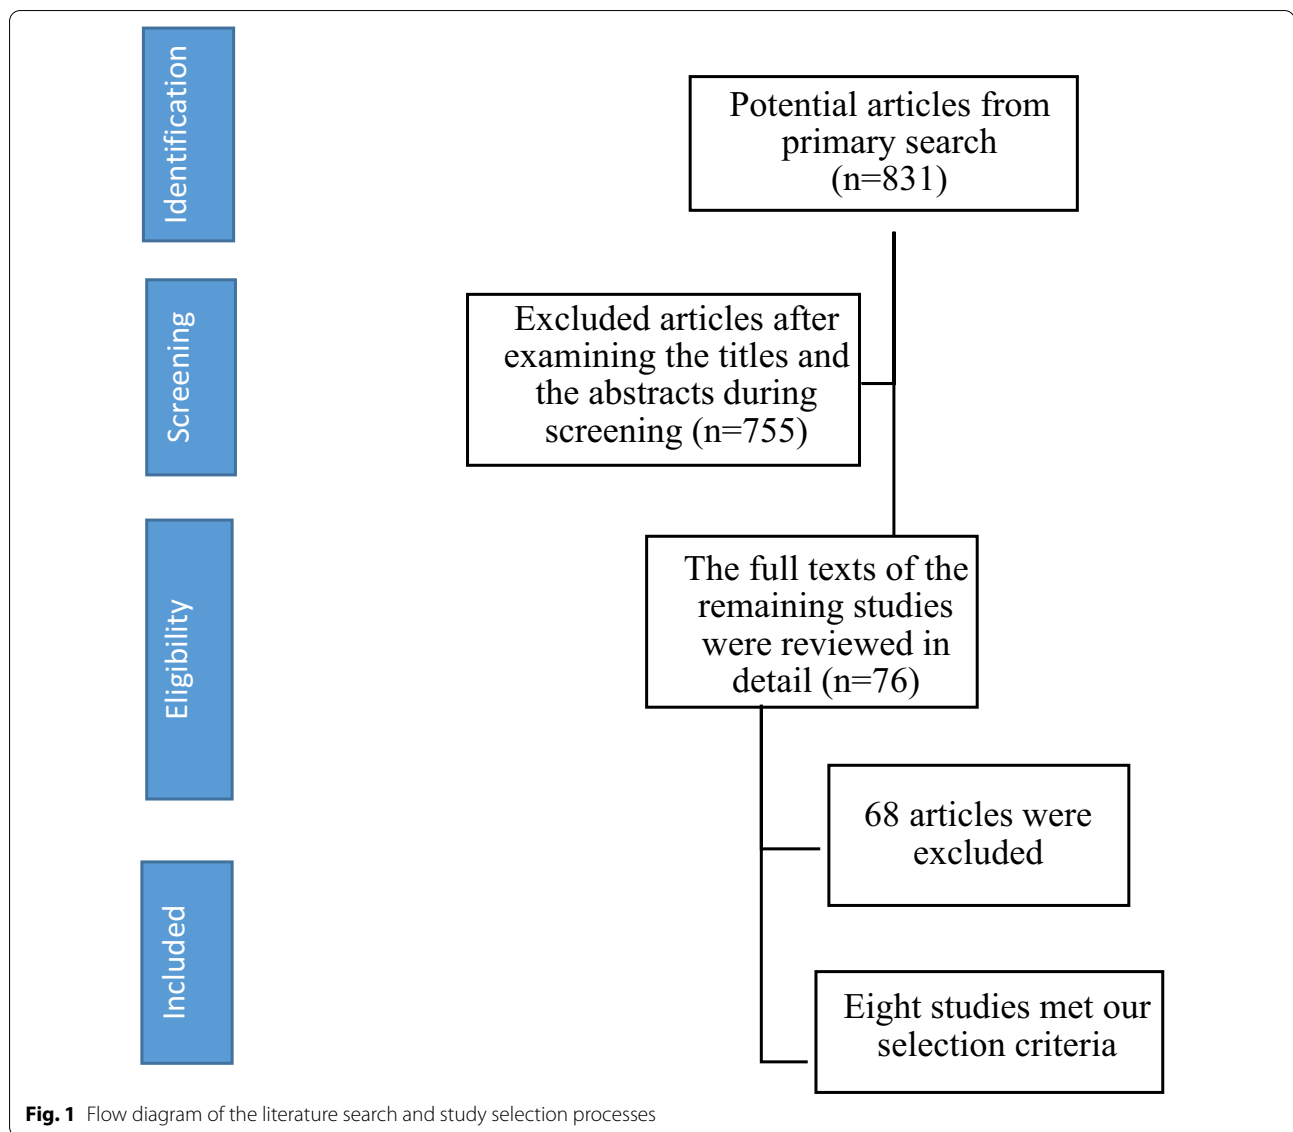 Identification
Potential articles from
primary search
(n=831)
Screening
Excluded articles after
examining the titles and
the abstracts during
screening (n=755)
Eligibility
The full texts of the
remaining studies
were reviewed in
detail (n=76)
68 articles were
excluded
Included
Eight studies met our
selection criteria
Fig. 1 Flow diagram of the literature search and study selection processes